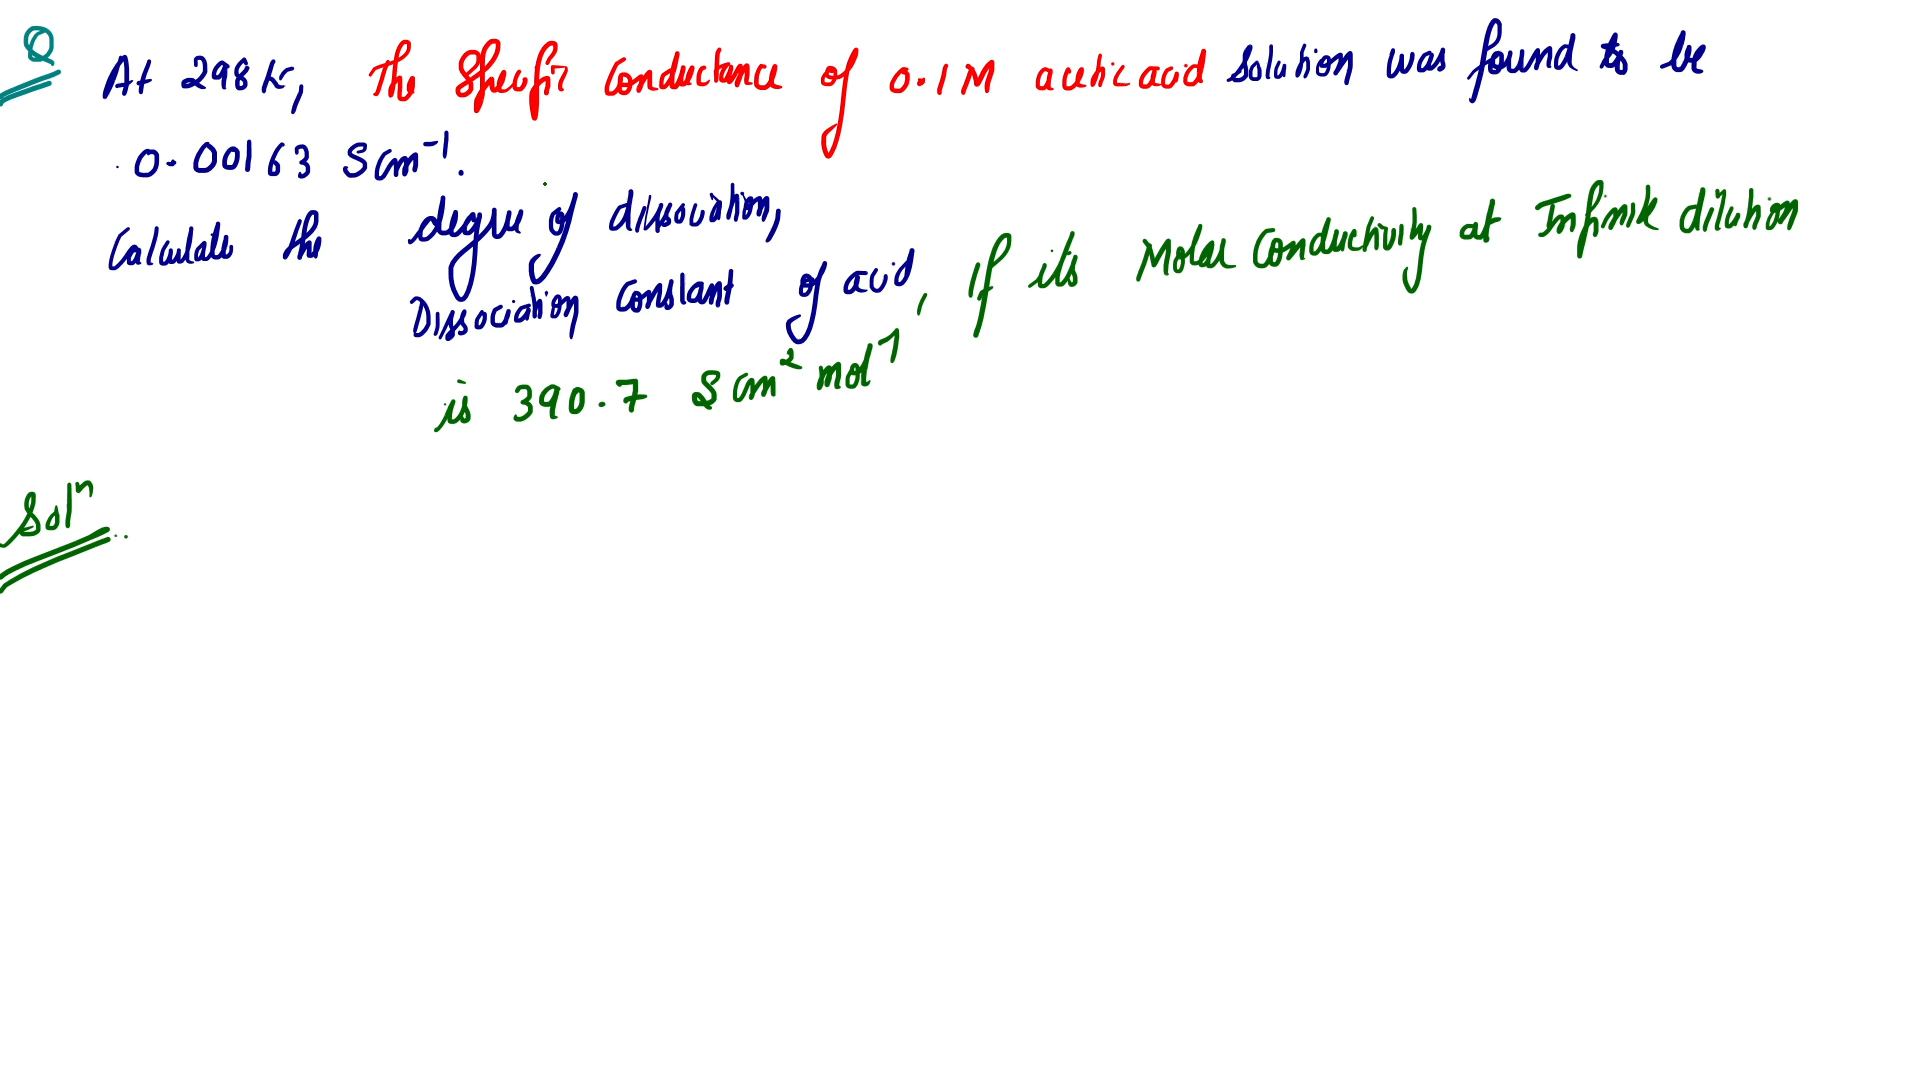 Q
At 298 K, The Specific conductance of 0.1 M acetic acid solution was found to be
0.00163 S cm⁻¹.
Calculate the degree of dissociation,
Dissociation constant of acid, If its Molar conductivity at Infinite dilution
is 390.7 S cm² mol⁻¹
Solⁿ